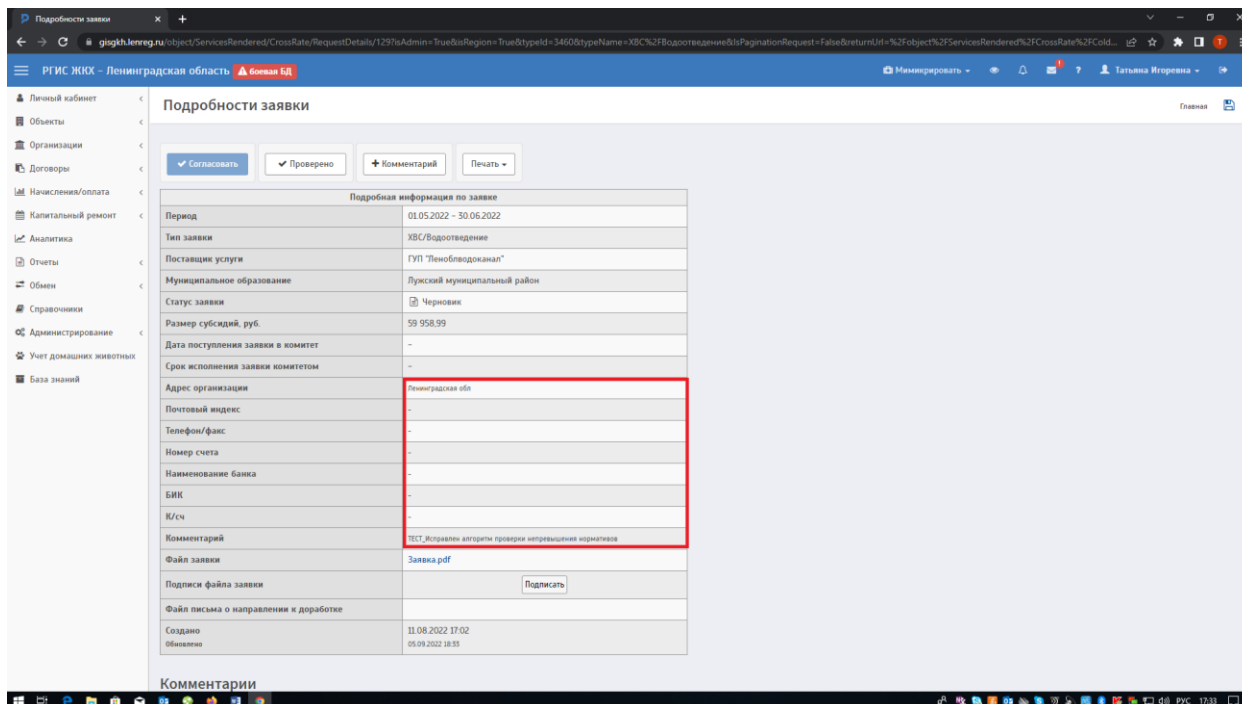 Подробности заявки
gisgkh.lenreg.ru/object/ServicesRendered/CrossRate/RequestDetails/129?isAdmin=True&isRegion=True&typeId=3460&typeName=ХВС%2FВодоотведение&IsPaginationRequest=False&returnUrl=%2Fobject%2FServicesRendered%2FCrossRate%2FCold...
T
РГИС ЖКХ – Ленинградская область боевая БД
Мимикрировать
! ? Татьяна Игоревна
Личный кабинет
Объекты
Организации
Договоры
Начисления/оплата
Капитальный ремонт
Аналитика
Отчеты
Обмен
Справочники
Администрирование
Учет домашних животных
База знаний
Подробности заявки
Главная
Согласовать Проверено + Комментарий Печать
Подробная информация по заявке
Период 01.05.2022 – 30.06.2022
Тип заявки ХВС/Водоотведение
Поставщик услуги ГУП "Леноблводоканал"
Муниципальное образование Лужский муниципальный район
Статус заявки Черновик
Размер субсидий, руб. 59 958,99
Дата поступления заявки в комитет -
Срок исполнения заявки комитетом -
Адрес организации Ленинградская обл
Почтовый индекс -
Телефон/факс -
Номер счета -
Наименование банка -
БИК -
К/сч -
Комментарий ТЕСТ_Исправлен алгоритм проверки непревышения нормативов
Файл заявки Заявка.pdf
Подписи файла заявки Подписать
Файл письма о направлении к доработке
Создано 11.08.2022 17:02
Обновлено 05.09.2022 18:33
Комментарии
РУС 17:33